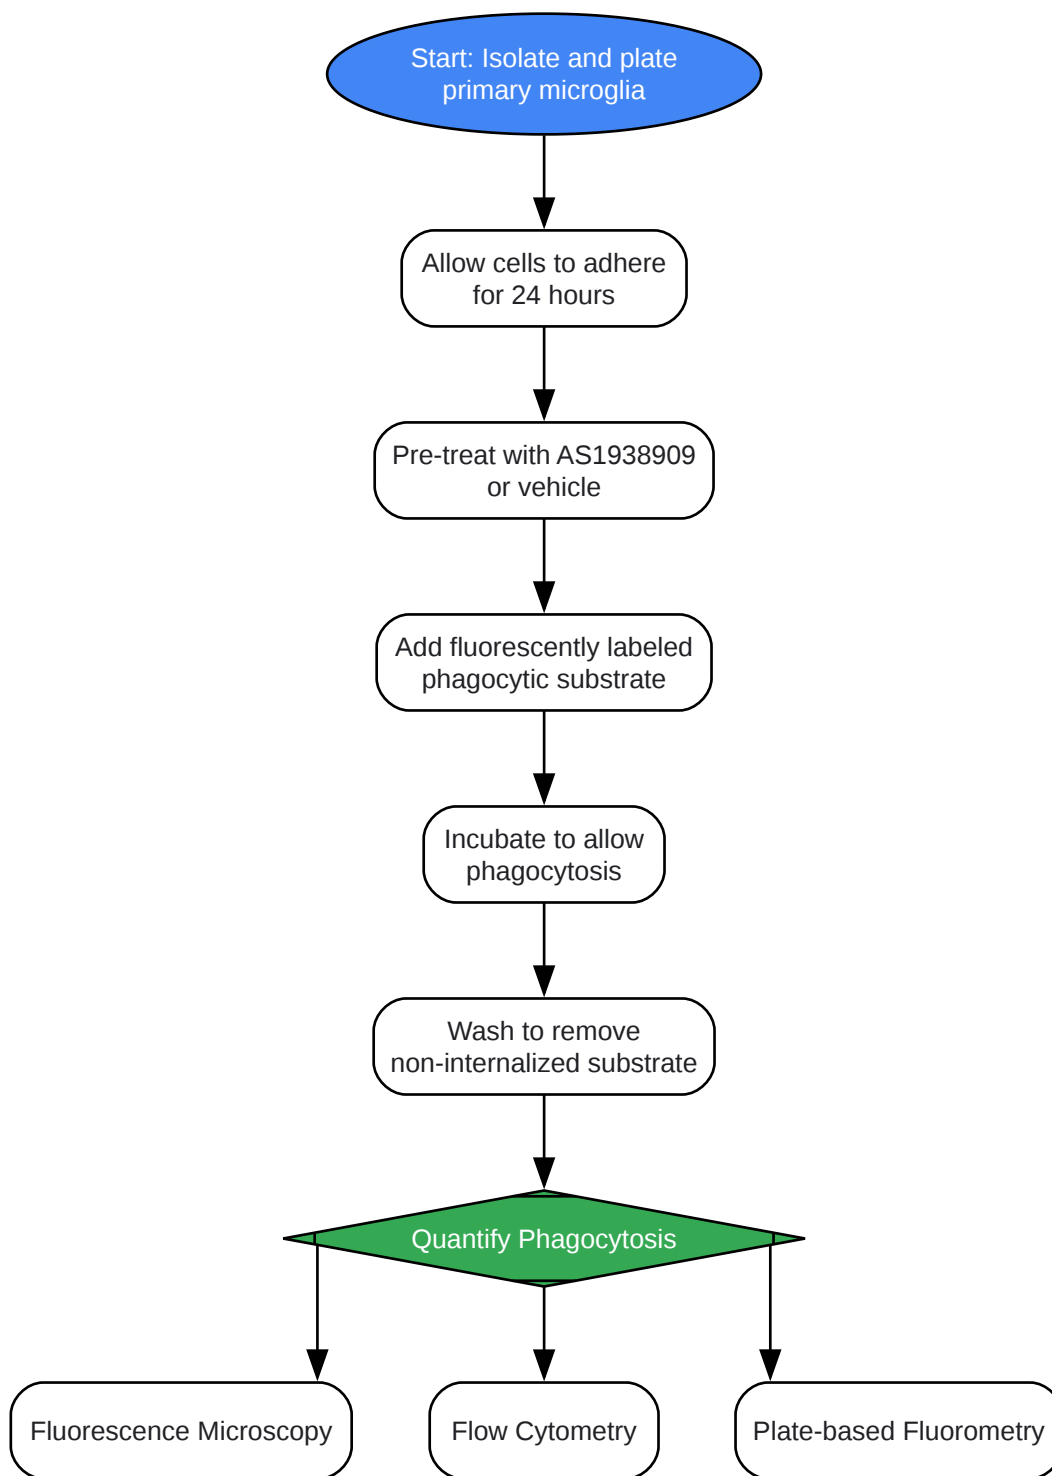 Start: Isolate and plate
primary microglia
Allow cells to adhere
for 24 hours
Pre-treat with AS1938909
or vehicle
Add fluorescently labeled
phagocytic substrate
Incubate to allow
phagocytosis
Wash to remove
non-internalized substrate
Quantify Phagocytosis
Fluorescence Microscopy
Flow Cytometry
Plate-based Fluorometry